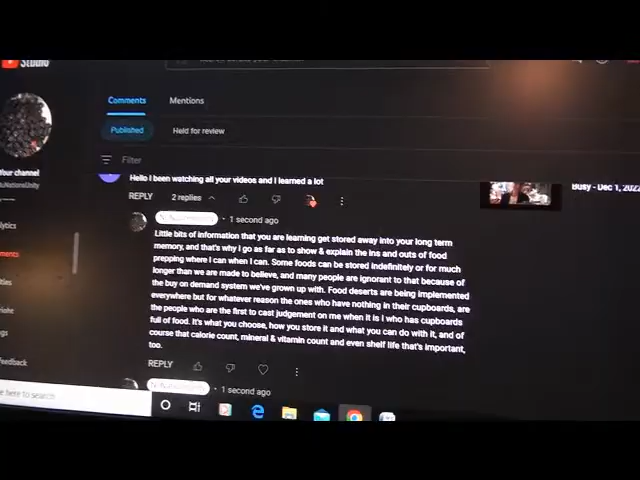 Studio
Comments
Mentions
Published
Held for review
Filter
Your channel
Hello I been watching all your videos and I learned a lot
Busy - Dec 1, 202
REPLY 2 replies
1 second ago
Little bits of information that you are learning get stored away into your long term
memory, and that's why I go as far as to show & explain the ins and outs of food
prepping where I can when I can. Some foods can be stored indefinitely or for much
longer than we are made to believe, and many people are ignorant to that because of
the buy on demand system we've grown up with. Food deserts are being implemented
everywhere but for whatever reason the ones who have nothing in their cupboards, are
the people who are the first to cast judgement on me when it is I who has cupboards
full of food. It's what you choose, how you store it and what you can do with it, and of
course that calorie count, mineral & vitamin count and even shelf life that's important,
too.
REPLY
1 second ago
here to search